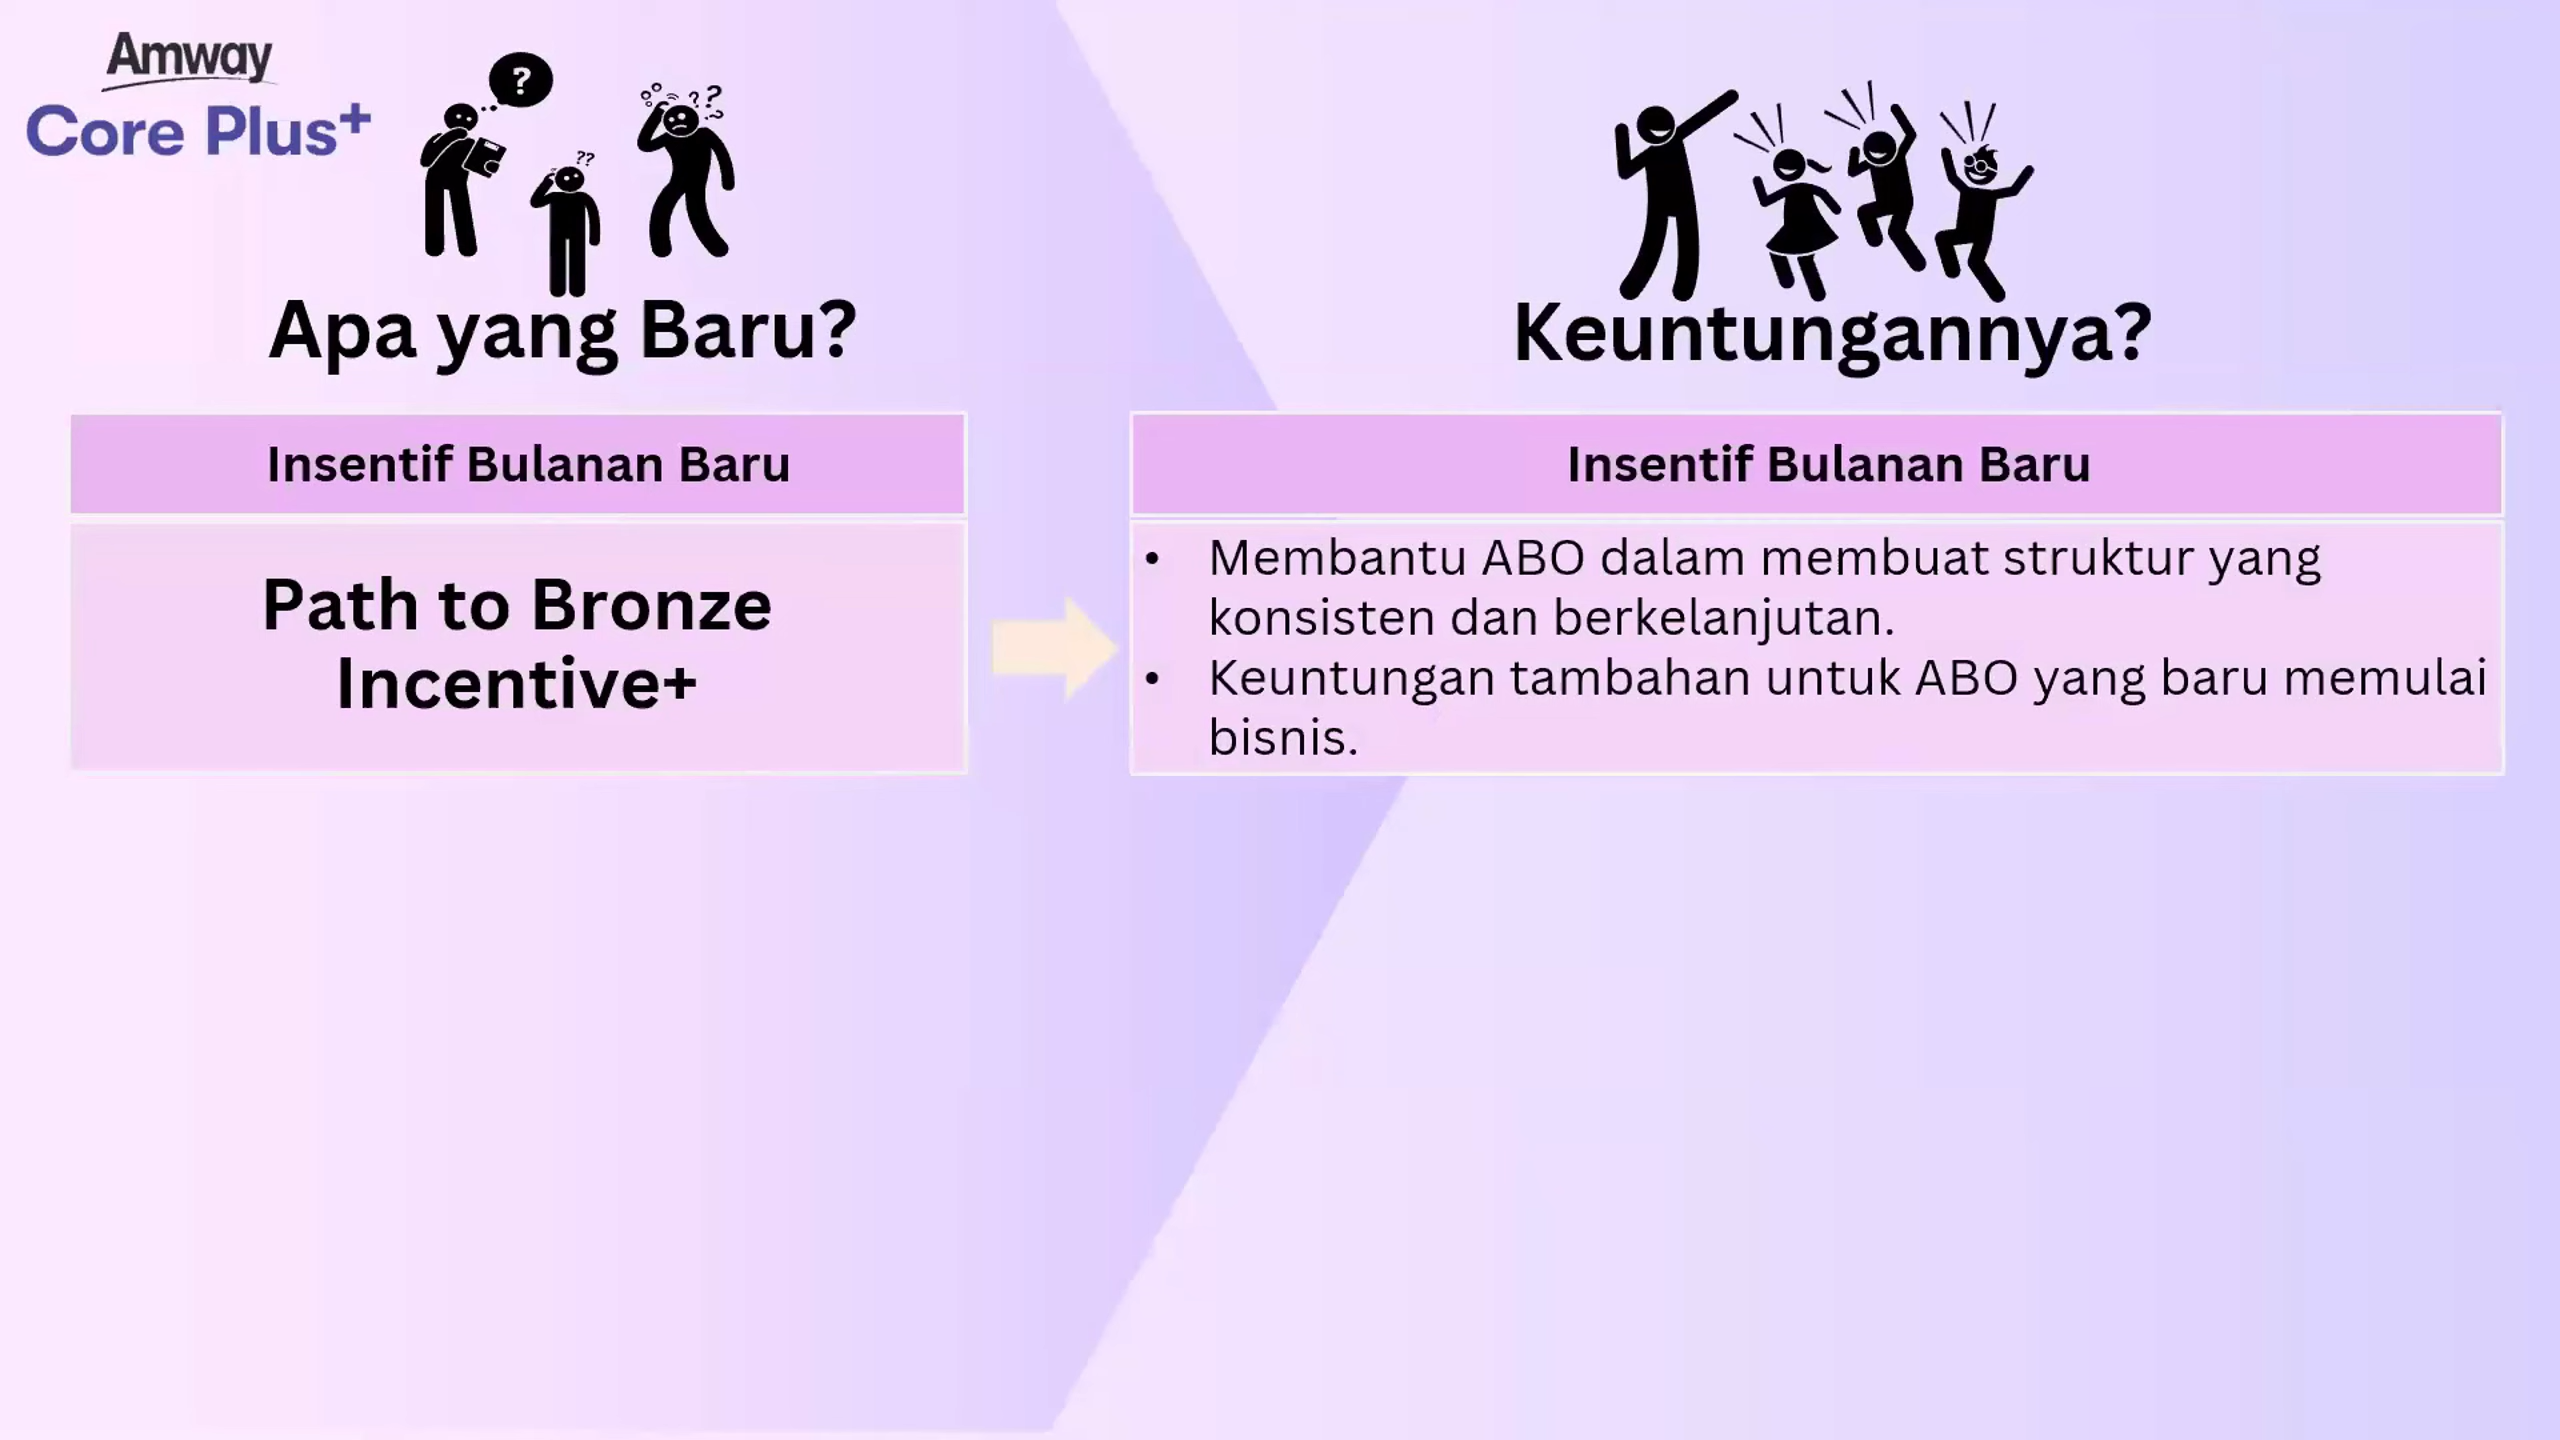 Amway
Core Plus+
?
??
??
?
Apa yang Baru?
Keuntungannya?
Insentif Bulanan Baru
Insentif Bulanan Baru
Path to Bronze
Incentive+
• Membantu ABO dalam membuat struktur yang
konsisten dan berkelanjutan.
• Keuntungan tambahan untuk ABO yang baru memulai
bisnis.